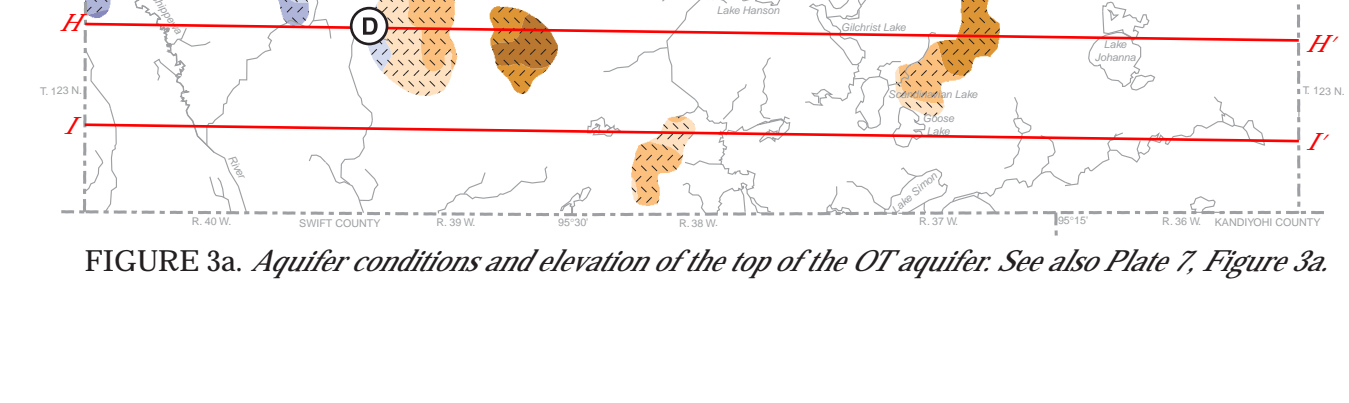 Lake Hanson
hippewa
H
D
Gilchrist Lake
H'
Lake
Johanna
T. 123 N.
Scandinavian Lake
T. 123 N.
I
Goose
Lake
I'
River
Lake Simon
R. 40 W.
SWIFT COUNTY
R. 39 W.
95°30'
R. 38 W.
R. 37 W.
95°15'
R. 36 W.
KANDIYOHI COUNTY
FIGURE 3a. Aquifer conditions and elevation of the top of the OT aquifer. See also Plate 7, Figure 3a.